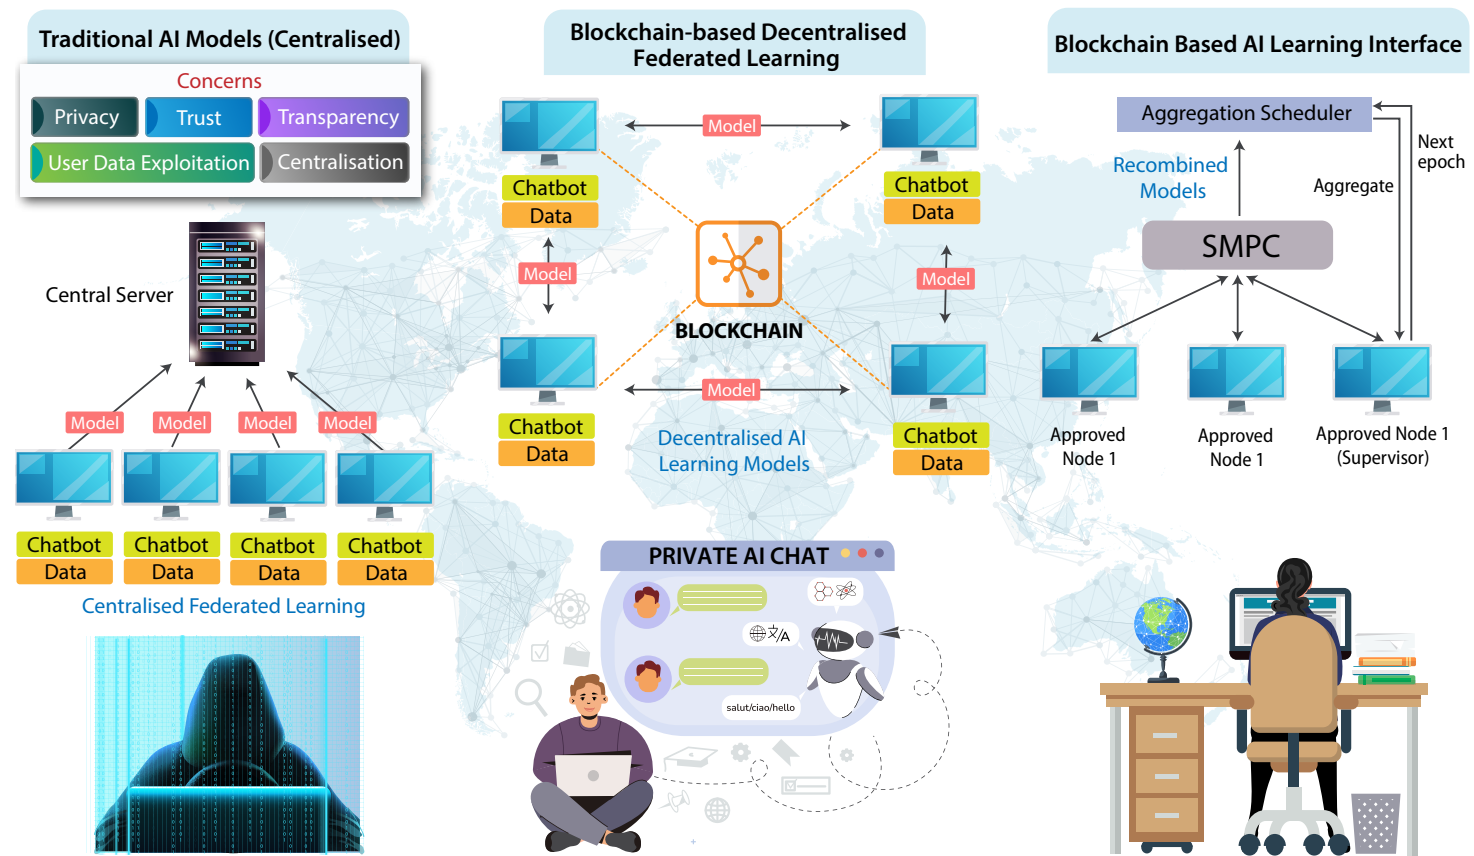 Traditional AI Models (Centralised)
Concerns
Privacy
Trust
Transparency
User Data Exploitation
Centralisation
Central Server
Model
Model
Model
Model
Chatbot
Data
Chatbot
Data
Chatbot
Data
Chatbot
Data
Centralised Federated Learning
Blockchain-based Decentralised
Federated Learning
Model
Chatbot
Data
Chatbot
Data
Model
Model
BLOCKCHAIN
Model
Chatbot
Data
Chatbot
Data
Decentralised AI
Learning Models
PRIVATE AI CHAT
文/A
salut/ciao/hello
Blockchain Based AI Learning Interface
Aggregation Scheduler
Recombined
Models
Aggregate
Next
epoch
SMPC
Approved
Node 1
Approved
Node 1
Approved Node 1
(Supervisor)